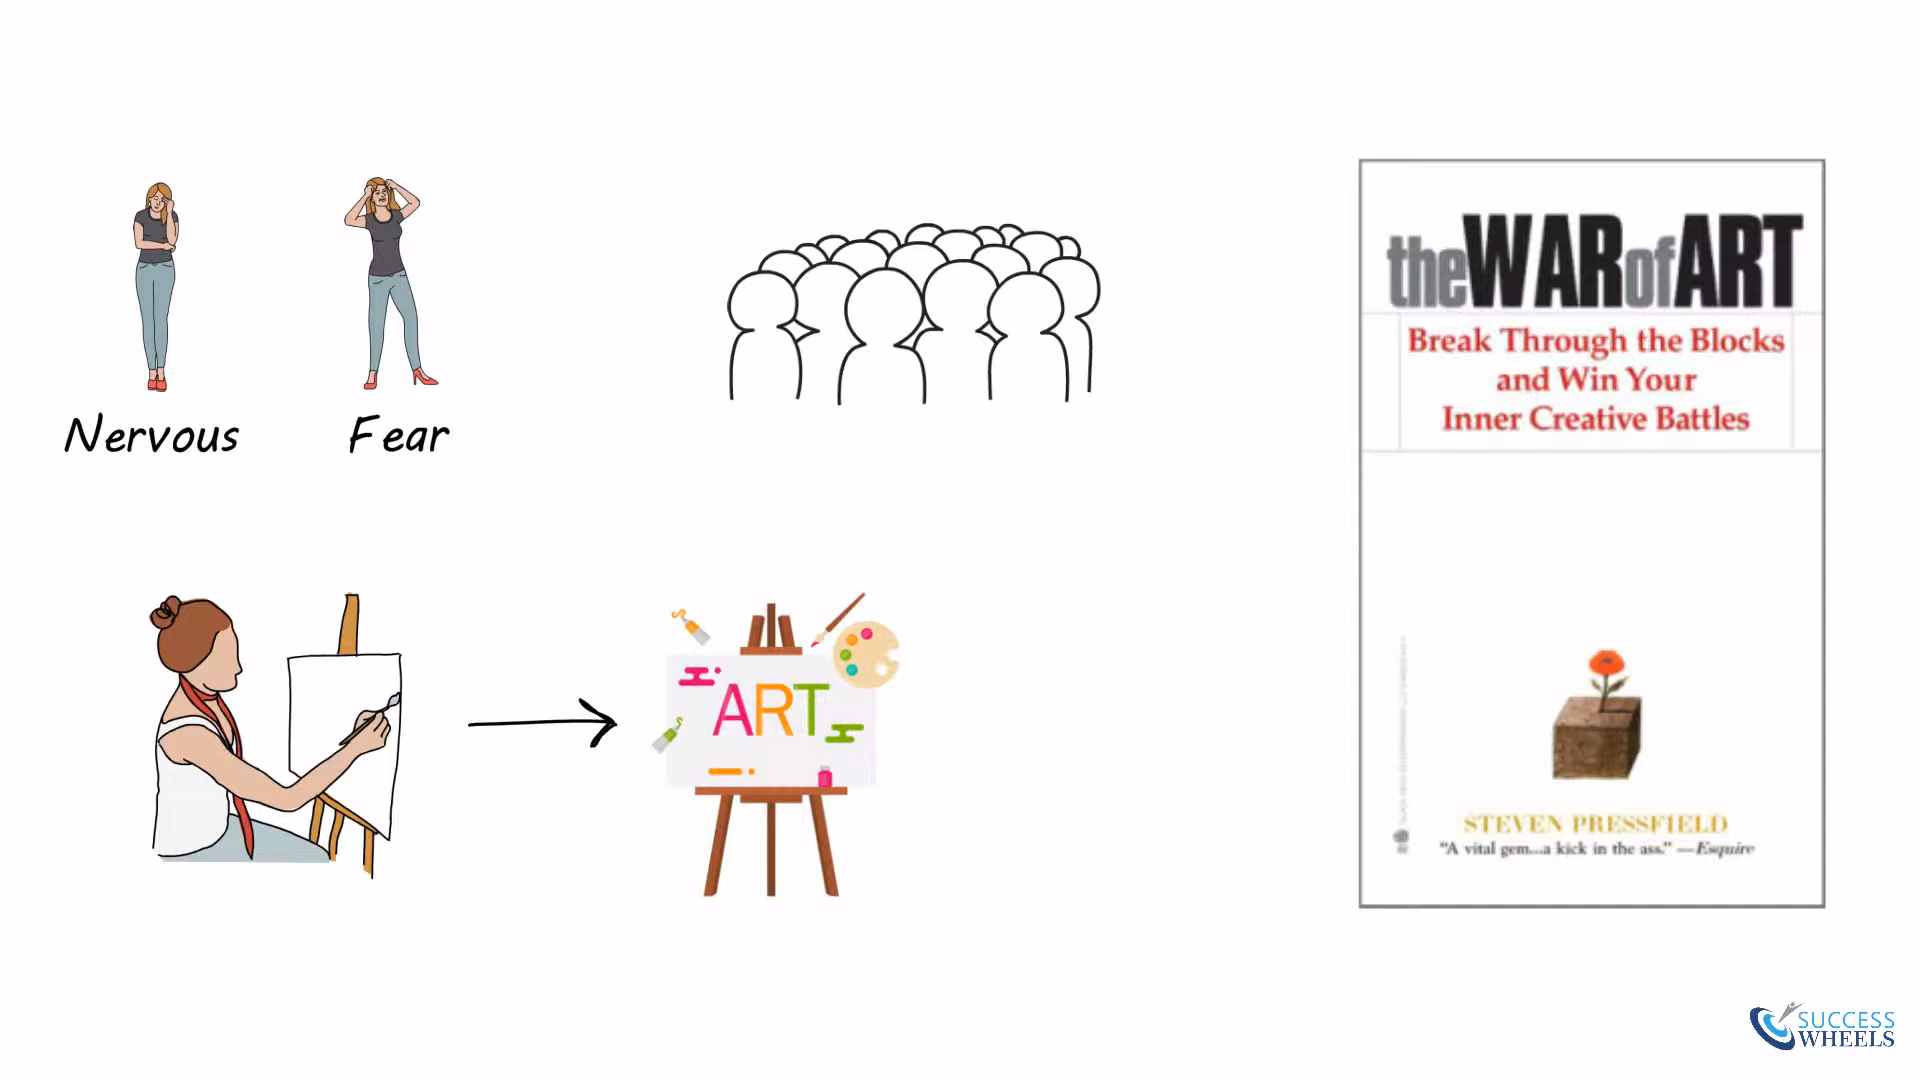 Nervous
Fear
ART
theWARofART
Break Through the Blocks
and Win Your
Inner Creative Battles
STEVEN PRESSFIELD
"A vital gem...a kick in the ass." —Esquire
SUCCESS
WHEELS